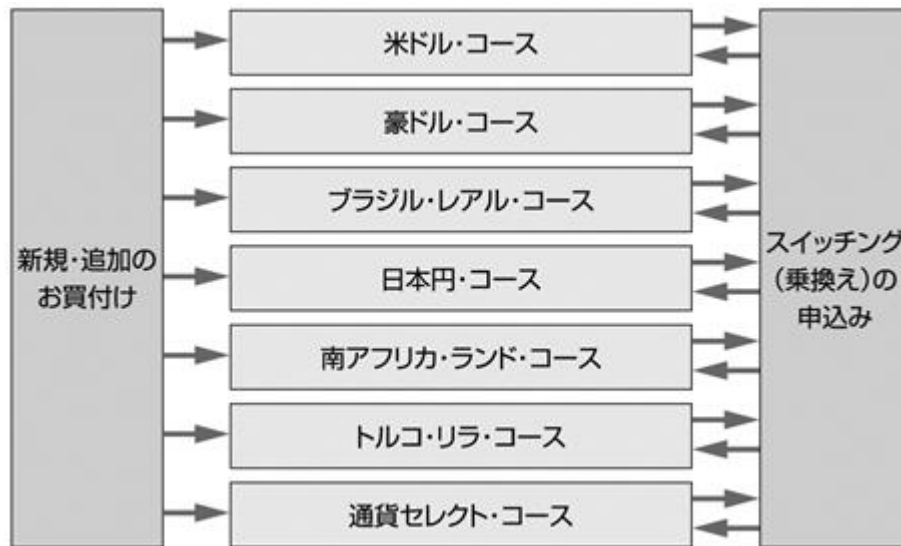 新規・追加の
お買付け
米ドル・コース
豪ドル・コース
ブラジル・レアル・コース
日本円・コース
南アフリカ・ランド・コース
トルコ・リラ・コース
通貨セレクト・コース
スイッチング
(乗換え)の
申込み